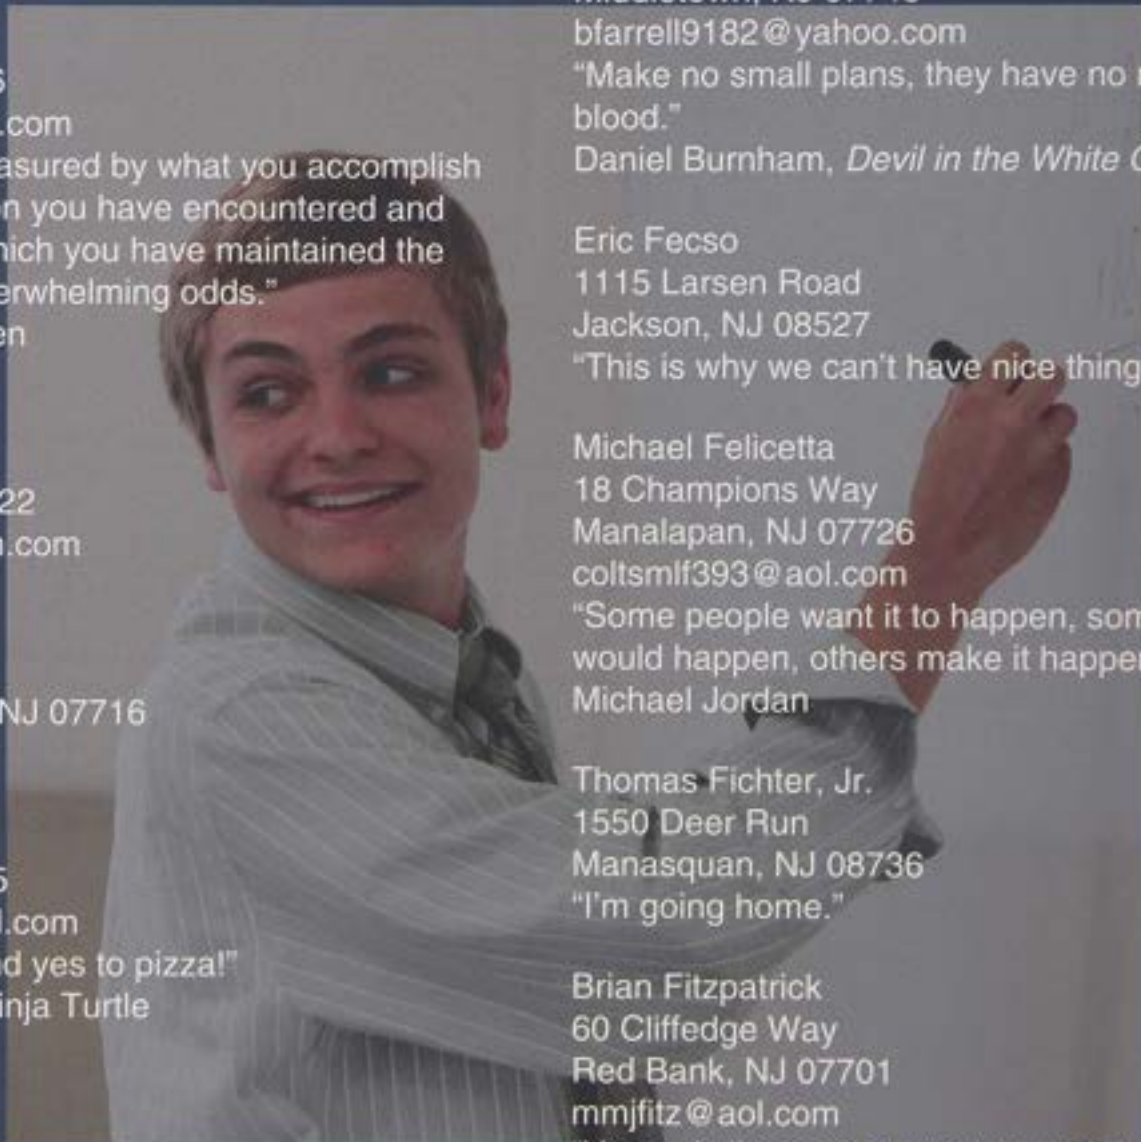 .com
asured by what you accomplish
n you have encountered and
hich you have maintained the
erwhelming odds."
en
22
.com
NJ 07716
5
.com
d yes to pizza!"
inja Turtle
bfarrell9182@yahoo.com
"Make no small plans, they have no
blood."
Daniel Burnham, Devil in the White
Eric Fecso
1115 Larsen Road
Jackson, NJ 08527
"This is why we can't have nice thing
Michael Felicetta
18 Champions Way
Manalapan, NJ 07726
coltsmlf393@aol.com
"Some people want it to happen, som
would happen, others make it happe
Michael Jordan
Thomas Fichter, Jr.
1550 Deer Run
Manasquan, NJ 08736
"I'm going home."
Brian Fitzpatrick
60 Cliffedge Way
Red Bank, NJ 07701
mmjfitz@aol.com